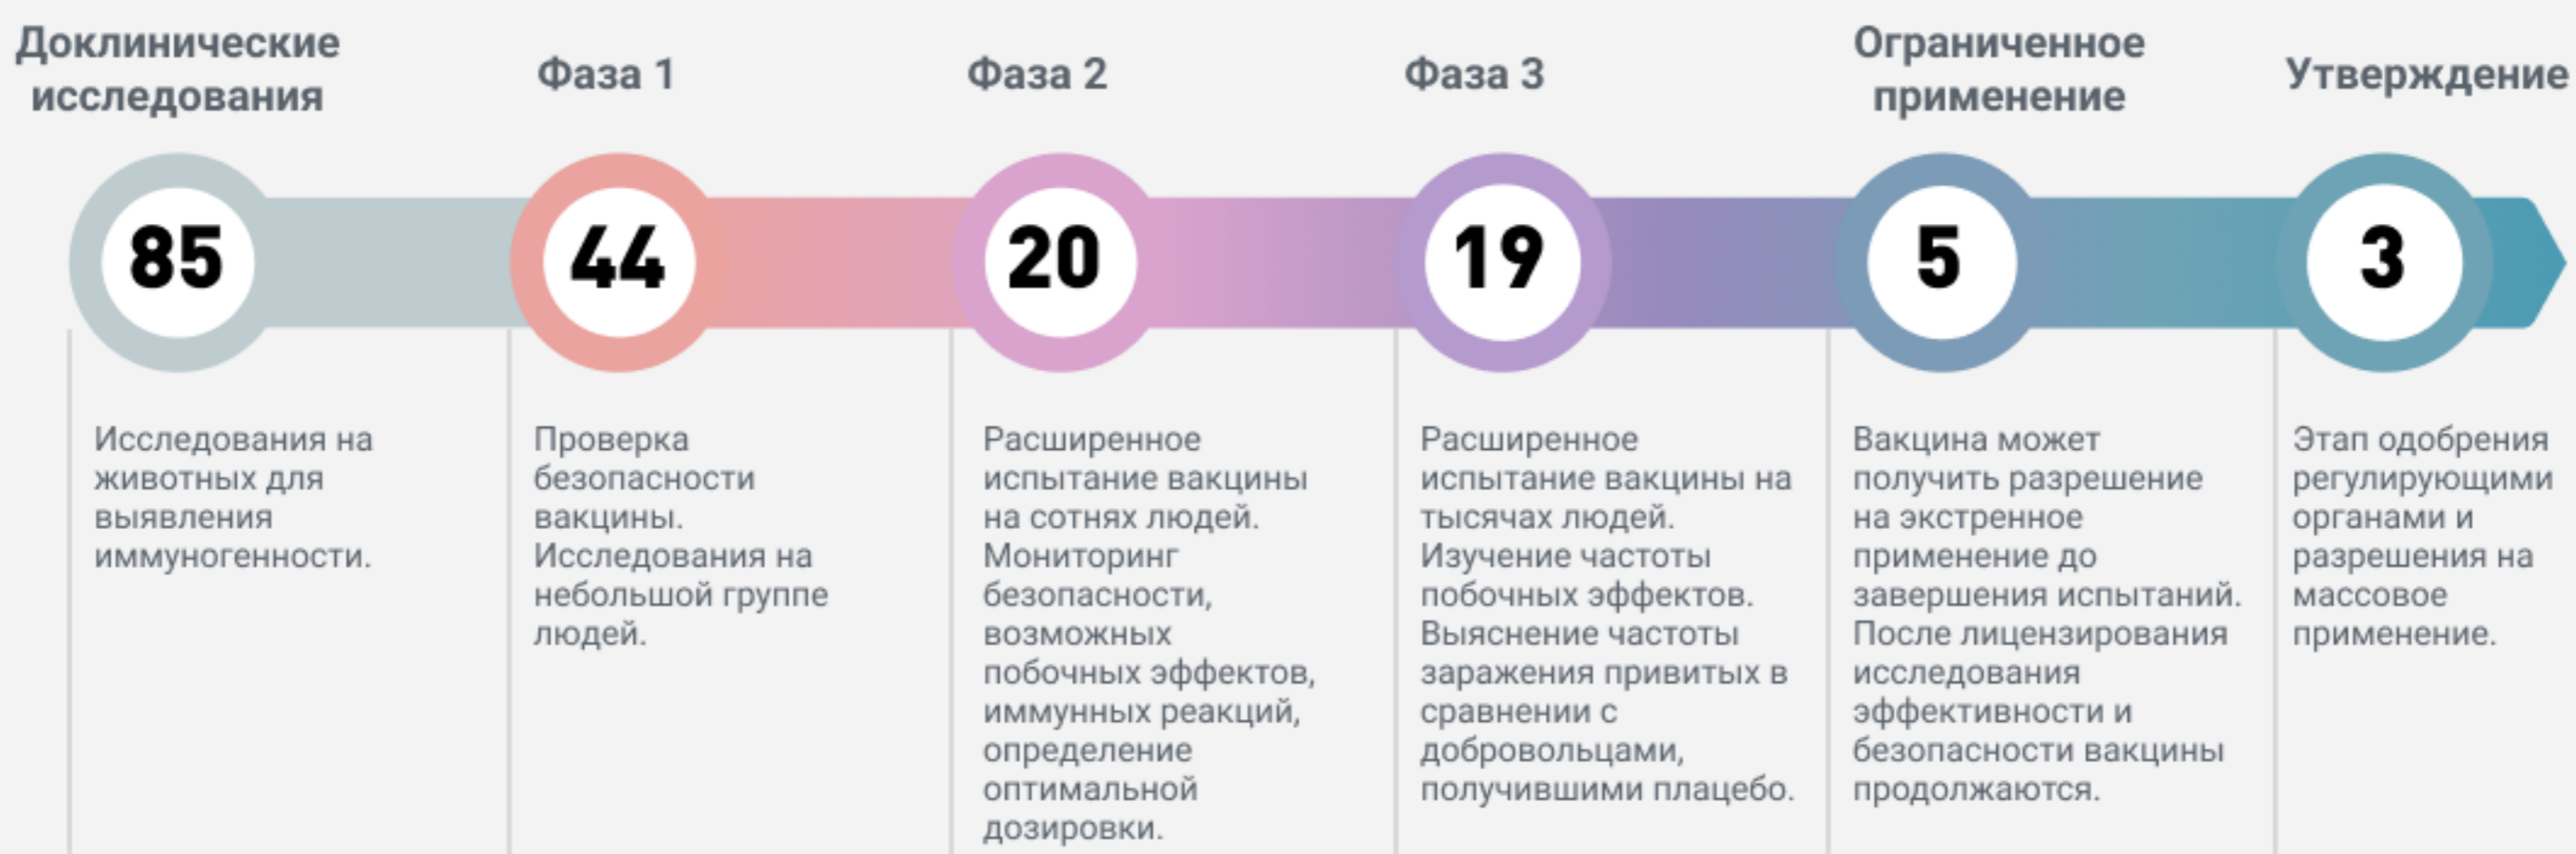 Доклинические
исследования
Фаза 1
Фаза 2
Фаза 3
Ограниченное
применение
Утверждение
85
44
20
19
5
3
Исследования на
животных для
выявления
иммуногенности.
Проверка
безопасности
вакцины.
Исследования на
небольшой группе
людей.
Расширенное
испытание вакцины
на сотнях людей.
Мониторинг
безопасности,
возможных
побочных эффектов,
иммунных реакций,
определение
оптимальной
дозировки.
Расширенное
испытание вакцины на
тысячах людей.
Изучение частоты
побочных эффектов.
Выяснение частоты
заражения привитых в
сравнении с
добровольцами,
получившими плацебо.
Вакцина может
получить разрешение
на экстренное
применение до
завершения испытаний.
После лицензирования
исследования
эффективности и
безопасности вакцины
продолжаются.
Этап одобрения
регулирующими
органами и
разрешения на
массовое
применение.